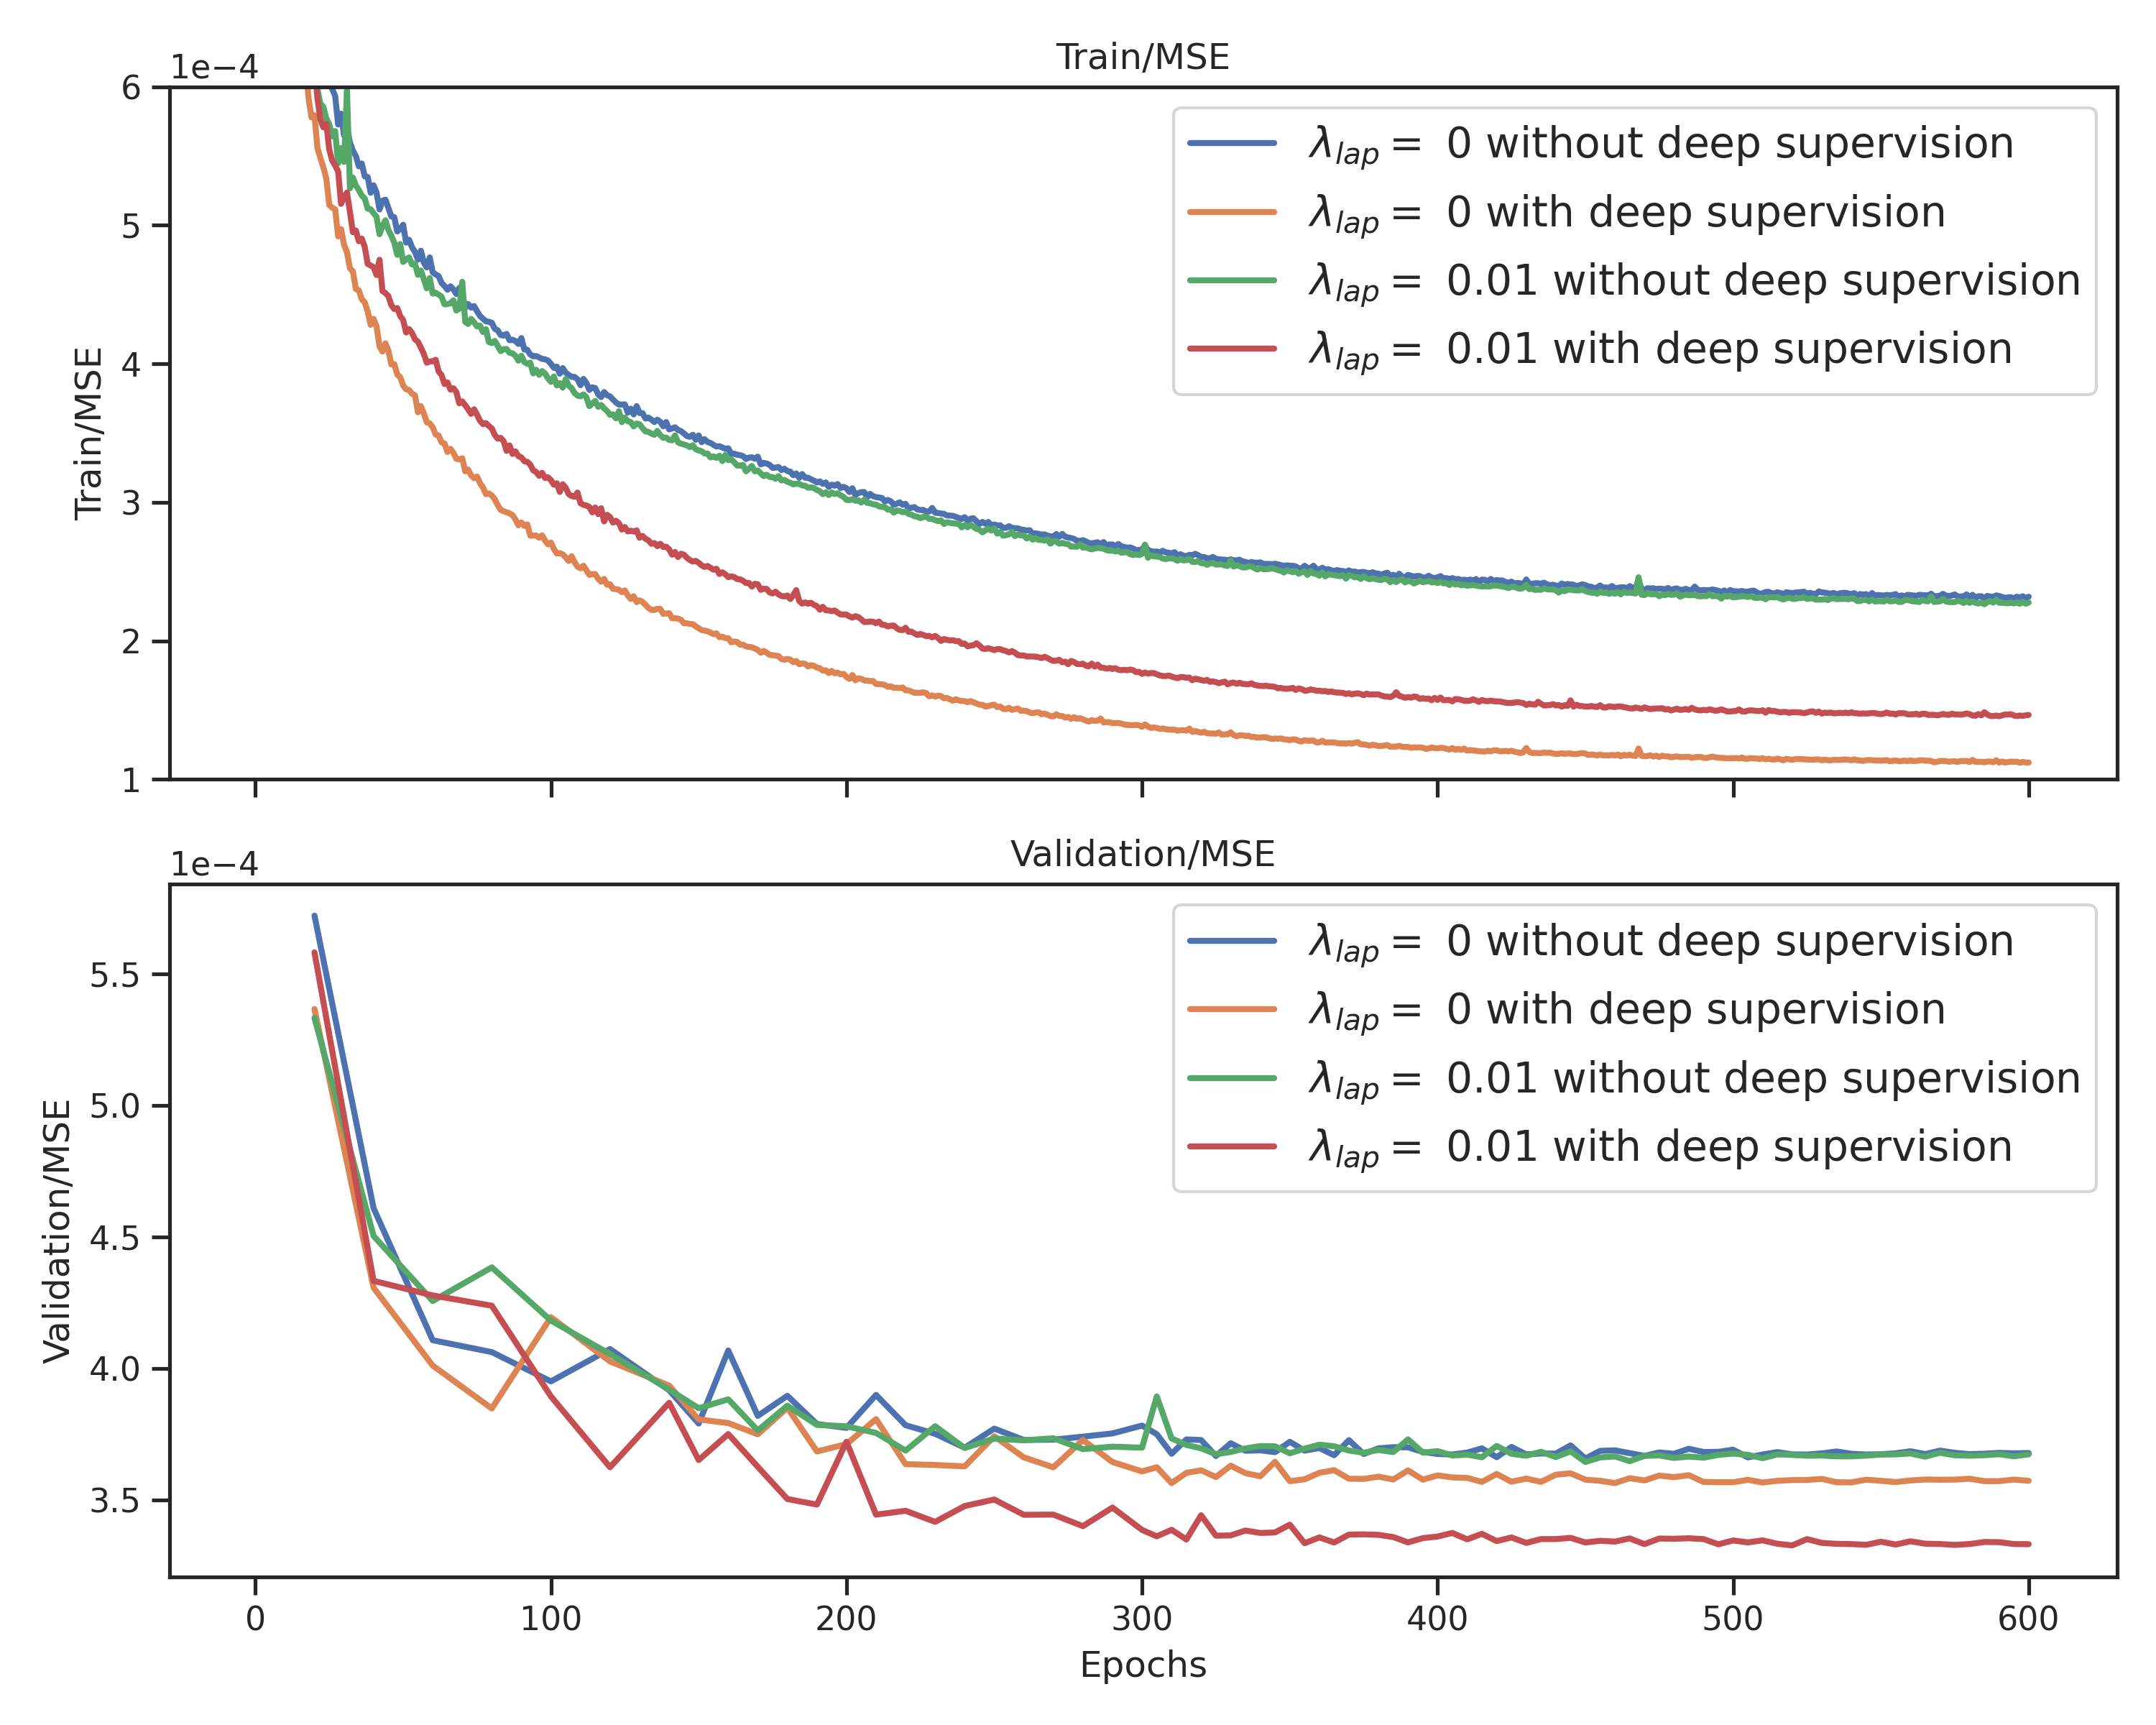 Train/MSE
1e−4
6
5
4
3
2
1
Train/MSE
λlap = 0 without deep supervision
λlap = 0 with deep supervision
λlap = 0.01 without deep supervision
λlap = 0.01 with deep supervision
Validation/MSE
1e−4
5.5
5.0
4.5
4.0
3.5
Validation/MSE
λlap = 0 without deep supervision
λlap = 0 with deep supervision
λlap = 0.01 without deep supervision
λlap = 0.01 with deep supervision
0 100 200 300 400 500 600
Epochs